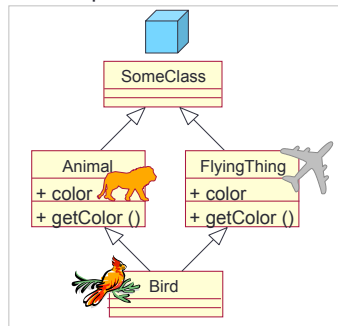 SomeClass
Animal
+ color
+ getColor ()
FlyingThing
+ color
+ getColor ()
Bird